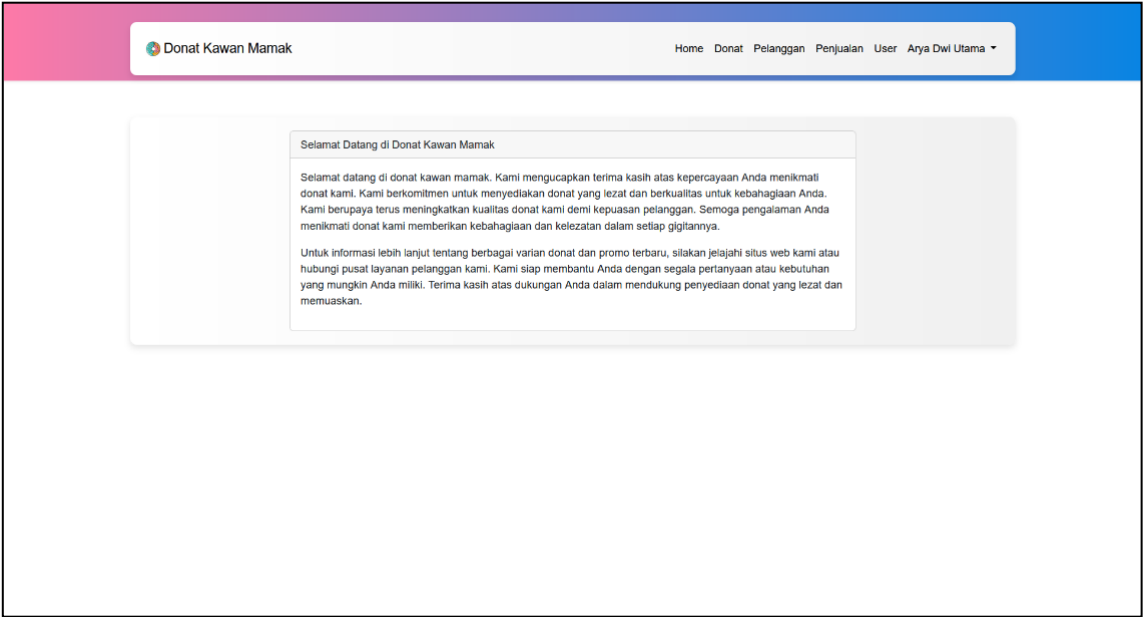 Donat Kawan Mamak
Home Donat Pelanggan Penjualan User Arya Dwi Utama
Selamat Datang di Donat Kawan Mamak
Selamat datang di donat kawan mamak. Kami mengucapkan terima kasih atas kepercayaan Anda menikmati
donat kami. Kami berkomitmen untuk menyediakan donat yang lezat dan berkualitas untuk kebahagiaan Anda.
Kami berupaya terus meningkatkan kualitas donat kami demi kepuasan pelanggan. Semoga pengalaman Anda
menikmati donat kami memberikan kebahagiaan dan kelezatan dalam setiap gigitannya.
Untuk informasi lebih lanjut tentang berbagai varian donat dan promo terbaru, silakan jelajahi situs web kami atau
hubungi pusat layanan pelanggan kami. Kami siap membantu Anda dengan segala pertanyaan atau kebutuhan
yang mungkin Anda miliki. Terima kasih atas dukungan Anda dalam mendukung penyediaan donat yang lezat dan
memuaskan.